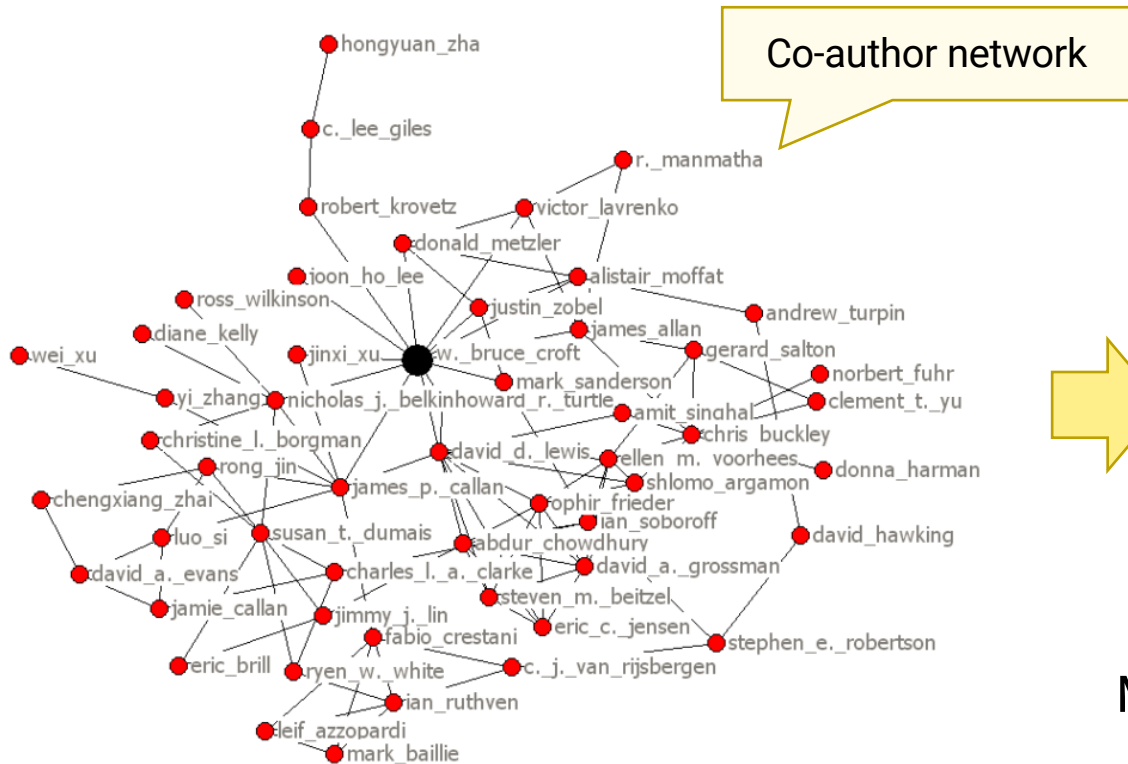 hongyuan_zha
Co-author network
c._lee_giles
r._manmatha
robert_krovetz
victor_lavrenko
donald_metzler
joon_ho_lee
alistair_moffat
ross_wilkinson
justin_zobel
andrew_turpin
diane_kelly
james_allan
wei_xu
jinxi_xu
w._bruce_croft
gerard_salton
norbert_fuhr
mark_sanderson
yi_zhang
nicholas_j._belkin
howard_r._turtle
clement_t._yu
amit_singhal
christine_l._borgman
chris_buckley
david_d._lewis
ellen_m._voorhees
rong_jin
donna_harman
chengxiang_zhai
james_p._callan
shlomo_argamon
ophir_frieder
ian_soboroff
luo_si
susan_t._dumais
abdur_chowdhury
david_hawking
david_a._evans
charles_l._a._clarke
david_a._grossman
jamie_callan
steven_m._beitzel
jimmy_j._lin
eric_c._jensen
fabio_crestani
stephen_e._robertson
eric_brill
ryen_w._white
c._j._van_rijsbergen
ian_ruthven
leif_azzopardi
mark_baillie